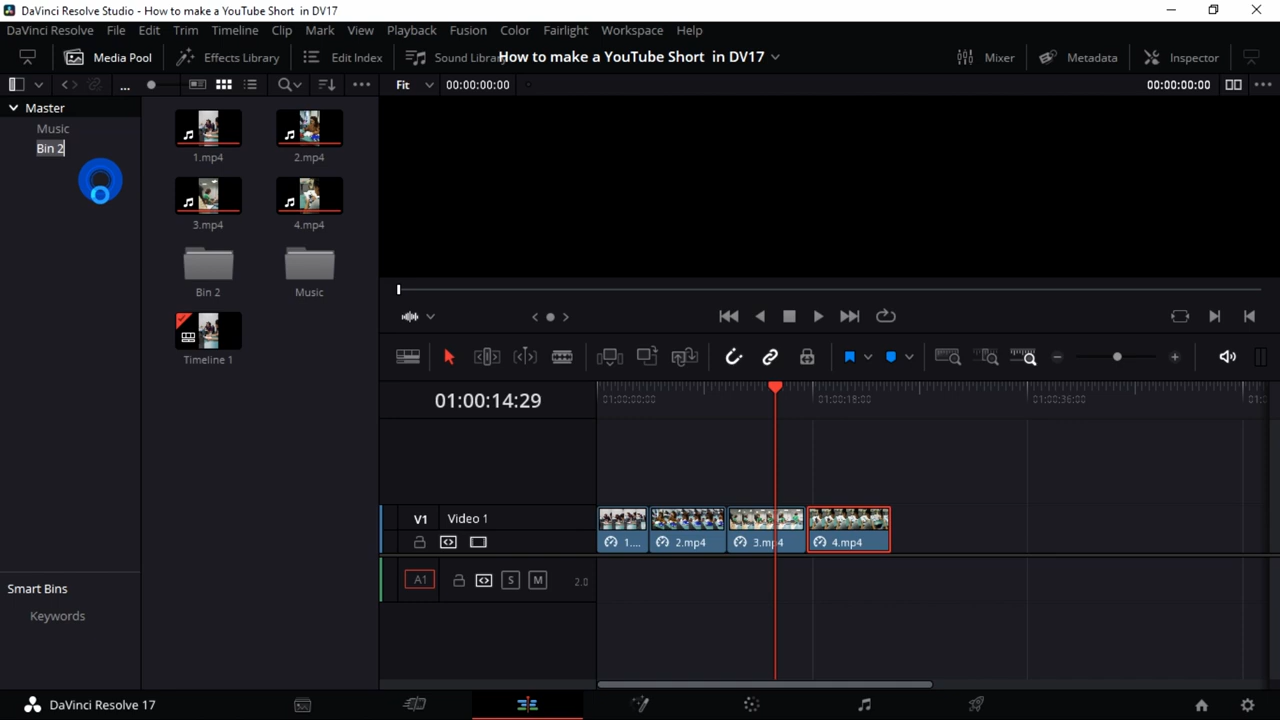 DaVinci Resolve Studio - How to make a YouTube Short in DV17
DaVinci Resolve File Edit Trim Timeline Clip Mark View Playback Fusion Color Fairlight Workspace Help
Media Pool Effects Library Edit Index Sound Libra How to make a YouTube Short in DV17 Mixer Metadata Inspector
Fit 00:00:00:00 00:00:00:00
Master
Music
Bin 2
1.mp4 2.mp4
3.mp4 4.mp4
Bin 2 Music
Timeline 1
01:00:14:29
01:00:00:00 01:00:18:00 01:00:36:00 01:0
V1 Video 1
1.... 2.mp4 3.mp4 4.mp4
A1 S M 2.0
Smart Bins
Keywords
DaVinci Resolve 17